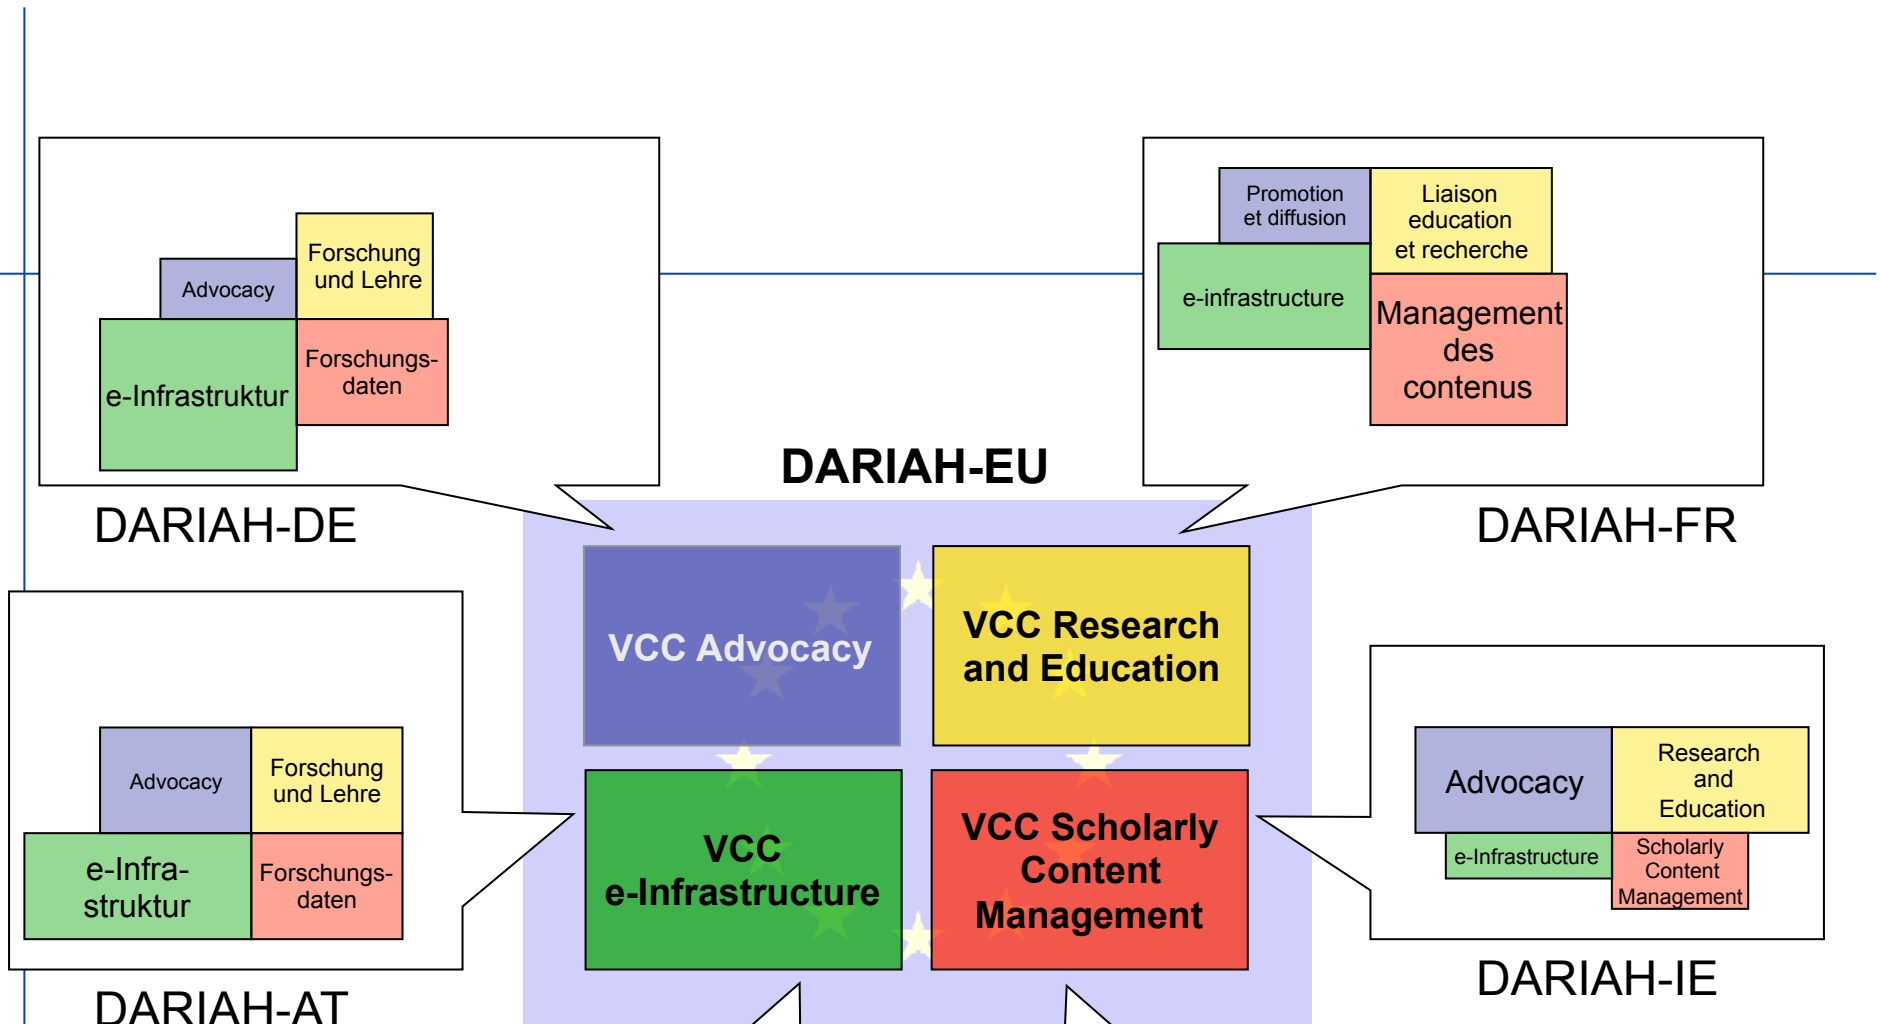 Advocacy
Forschung
und Lehre
e-Infrastruktur
Forschungs-
daten
DARIAH-DE
Promotion
et diffusion
Liaison
education
et recherche
e-infrastructure
Management
des
contenus
DARIAH-FR
DARIAH-EU
VCC Advocacy
VCC Research
and Education
VCC
e-Infrastructure
VCC Scholarly
Content
Management
Advocacy
Forschung
und Lehre
e-Infra-
struktur
Forschungs-
daten
DARIAH-AT
Advocacy
Research
and
Education
e-Infrastructure
Scholarly
Content
Management
DARIAH-IE